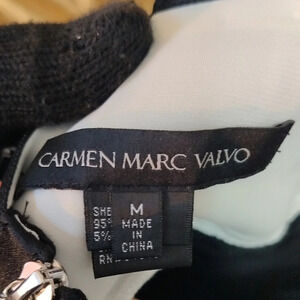 CARMEN MARC VALVO
M
SHE
95% MADE
5% IN
CHINA
RN